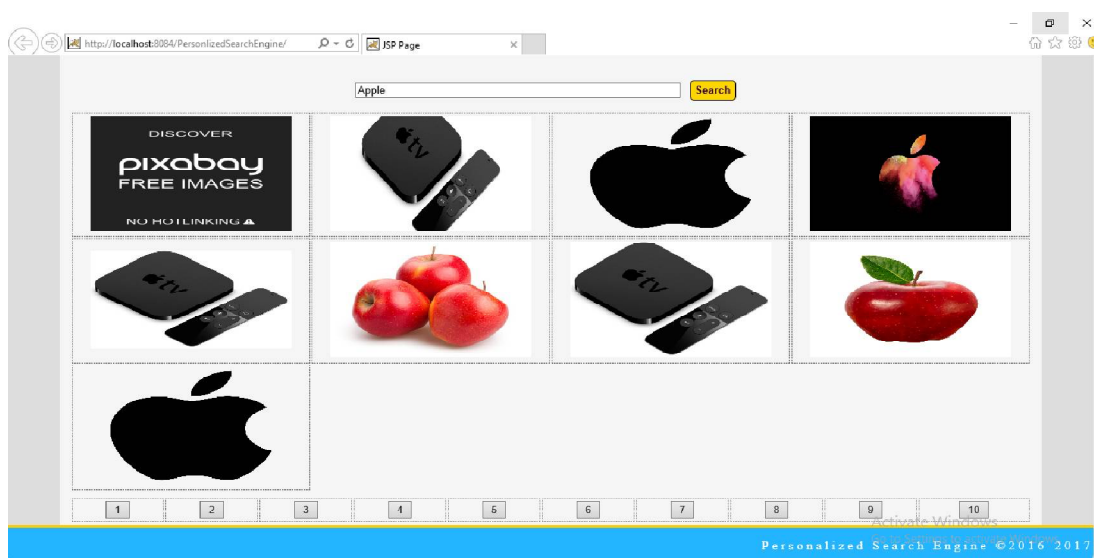 http://localhost:8084/PersonlizedSearchEngine/
JSP Page
Apple
Search
DISCOVER
pixabay
FREE IMAGES
NO HOTLINKING
tv
tv
tv
1 2 3 4 5 6 7 8 9 10
Activate Windows
Personalized Search Engine ©2016 2017